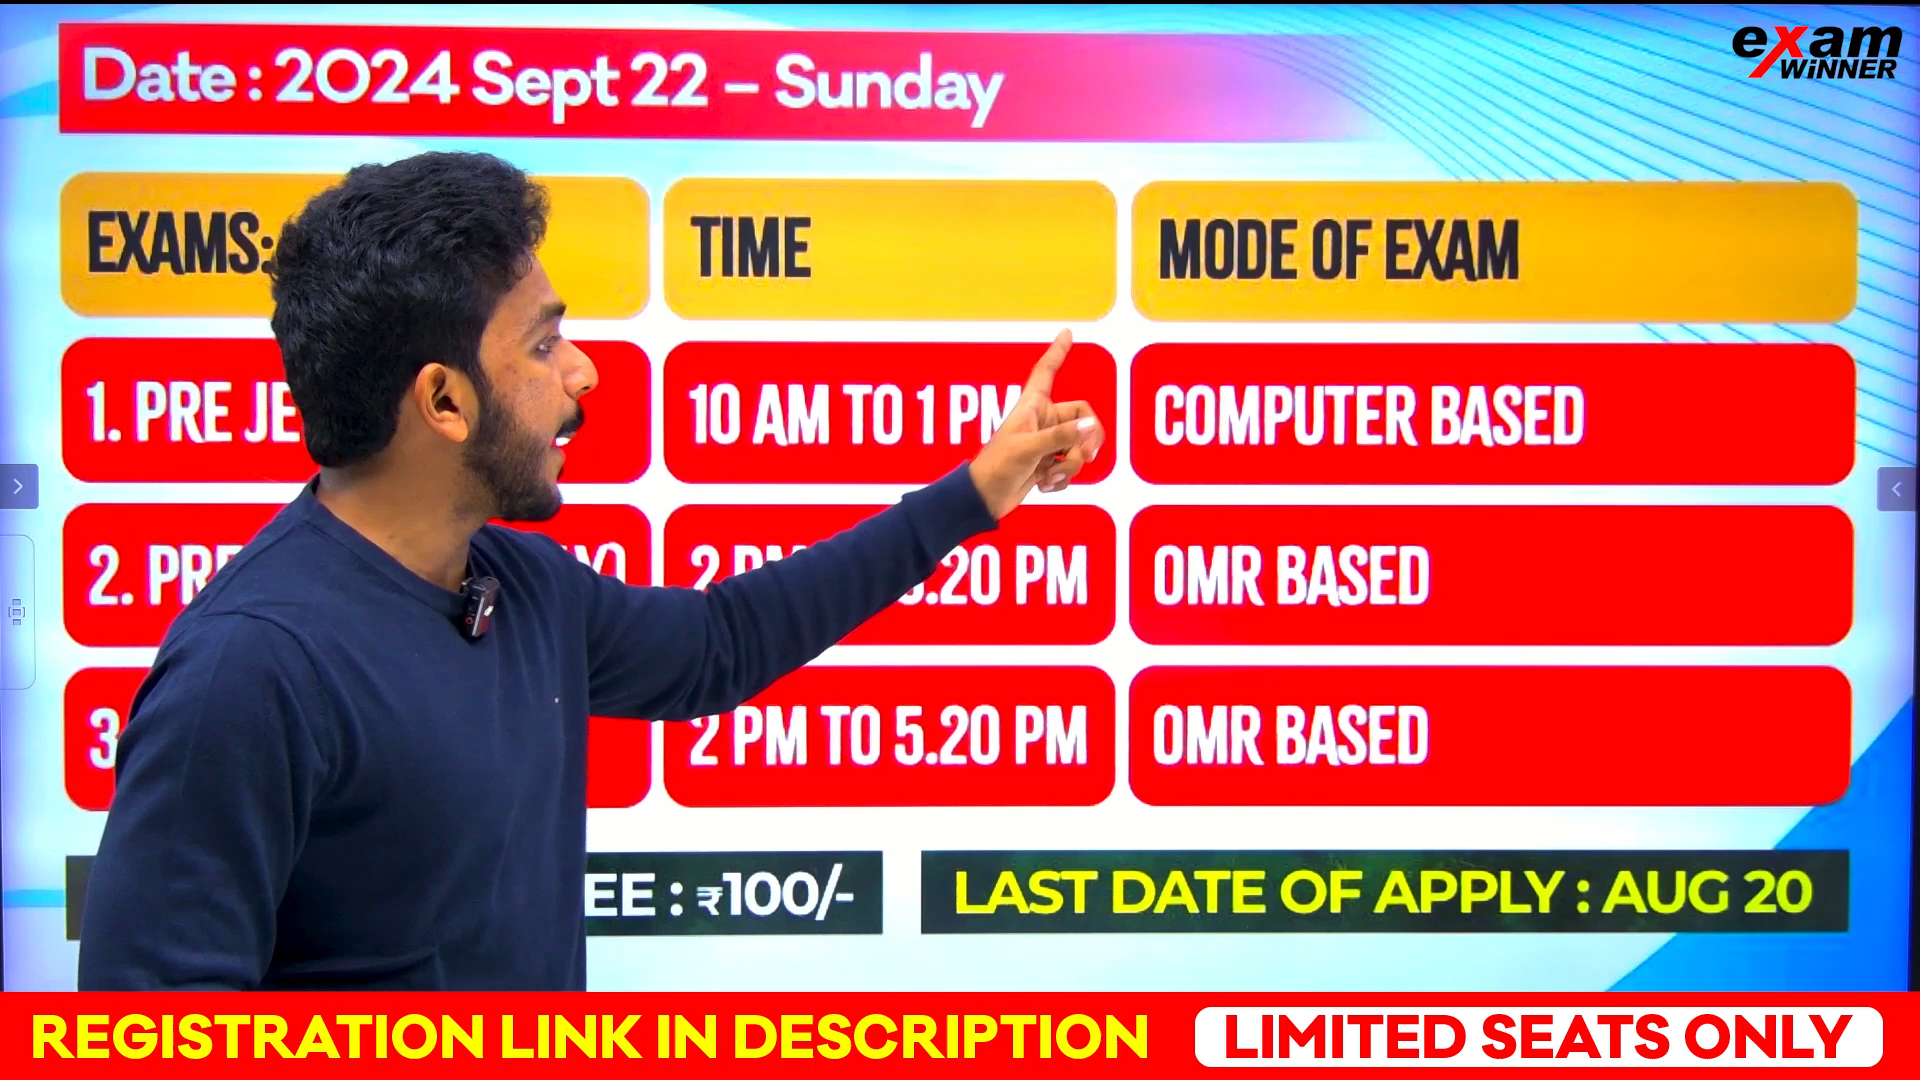 exam
WINNER
Date : 2024 Sept 22 – Sunday
EXAMS:
TIME
MODE OF EXAM
1. PRE JE
10 AM TO 1 PM
COMPUTER BASED
2. PR
Y)
2 PM
.20 PM
OMR BASED
3.
2 PM TO 5.20 PM
OMR BASED
EE : ₹100/-
LAST DATE OF APPLY : AUG 20
REGISTRATION LINK IN DESCRIPTION
LIMITED SEATS ONLY